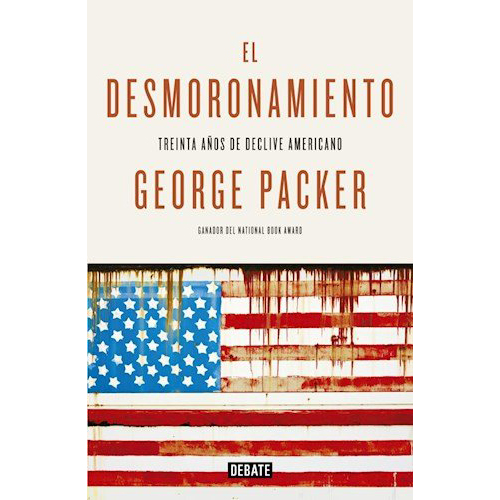 EL
DESMORONAMIENTO
TREINTA AÑOS DE DECLIVE AMERICANO
GEORGE PACKER
GANADOR DEL NATIONAL BOOK AWARD
DEBATE